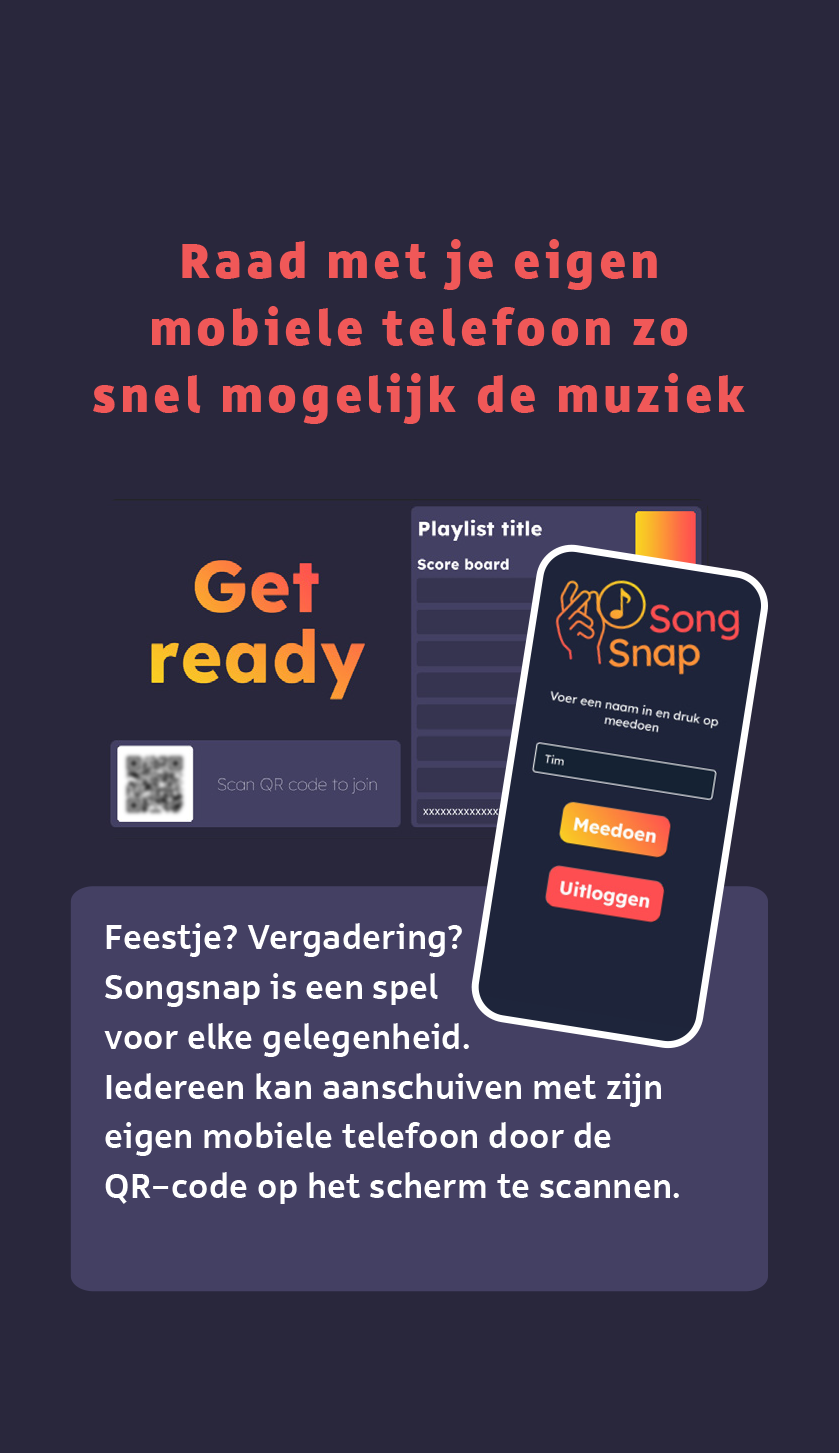 Raad met je eigen
mobiele telefoon zo
snel mogelijk de muziek
Get
ready
Scan QR code to join
Playlist title
Score board
xxxxxxxxxxxxx
Song
Snap
Voer een naam in en druk op
meedoen
Tim
Meedoen
Uitloggen
Feestje? Vergadering?
Songsnap is een spel
voor elke gelegenheid.
Iedereen kan aanschuiven met zijn
eigen mobiele telefoon door de
QR-code op het scherm te scannen.